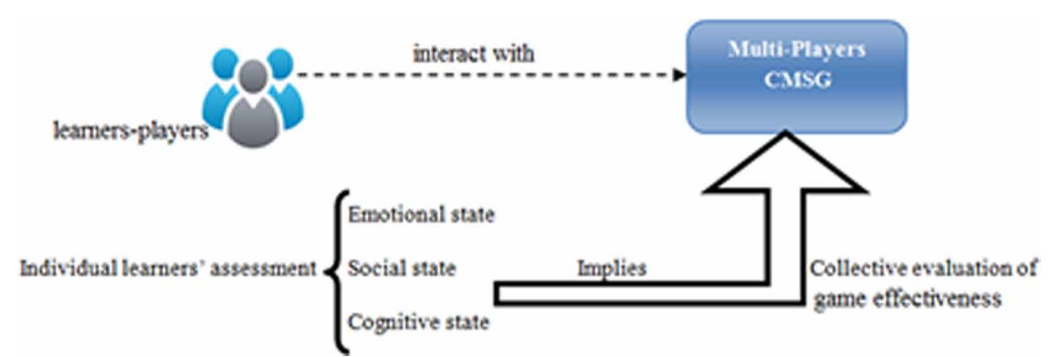 interact with
Multi-Players
CMSG
learners-players
Individual learners’ assessment
Emotional state
Social state
Cognitive state
Implies
Collective evaluation of
game effectiveness